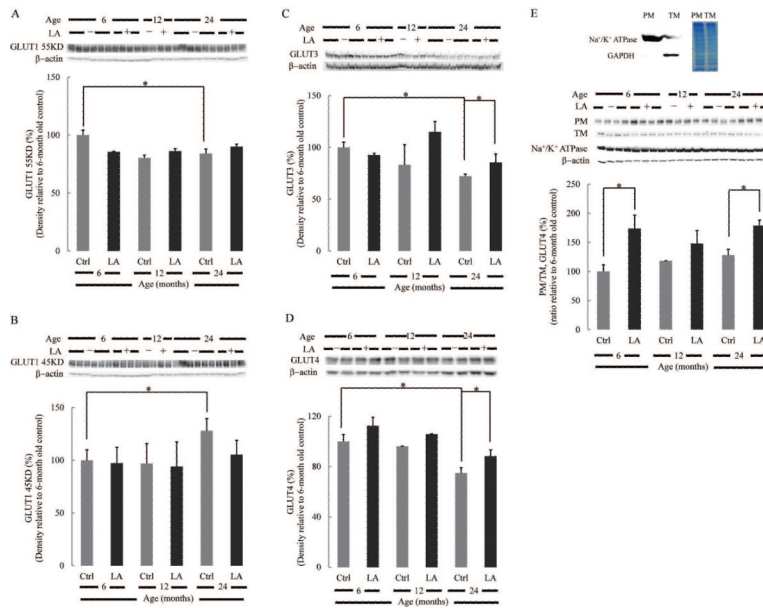 A
Age 6 12 24
LA − + − + − +
GLUT1 55KD
β−actin
*
GLUT1 55KD (%)
(Density relative to 6-month old control)
150
100
50
0
Ctrl LA Ctrl LA Ctrl LA
6 12 24
Age (months)
B
Age 6 12 24
LA − + − + − +
GLUT1 45KD
β−actin
*
GLUT1 45KD (%)
(Density relative to 6-month old control)
150
100
50
0
Ctrl LA Ctrl LA Ctrl LA
6 12 24
Age (months)
C
Age 6 12 24
LA − + − + − +
GLUT3
β−actin
* *
GLUT3 (%)
(Density relative to 6-month old control)
150
100
50
0
Ctrl LA Ctrl LA Ctrl LA
6 12 24
Age (months)
D
Age 6 12 24
LA − + − + − +
GLUT4
β−actin
* *
GLUT4 (%)
(Density relative to 6-month old control)
120
80
40
0
Ctrl LA Ctrl LA Ctrl LA
6 12 24
Age (months)
E
PM TM PM TM
Na⁺/K⁺ ATPase
GAPDH
Age 6 12 24
LA − + − + − +
PM
TM
Na⁺/K⁺ ATPase
β−actin
* *
PM/TM, GLUT4 (%)
(ratio relative to 6-month old control)
200
150
100
50
0
Ctrl LA Ctrl LA Ctrl LA
6 12 24
Age (months)